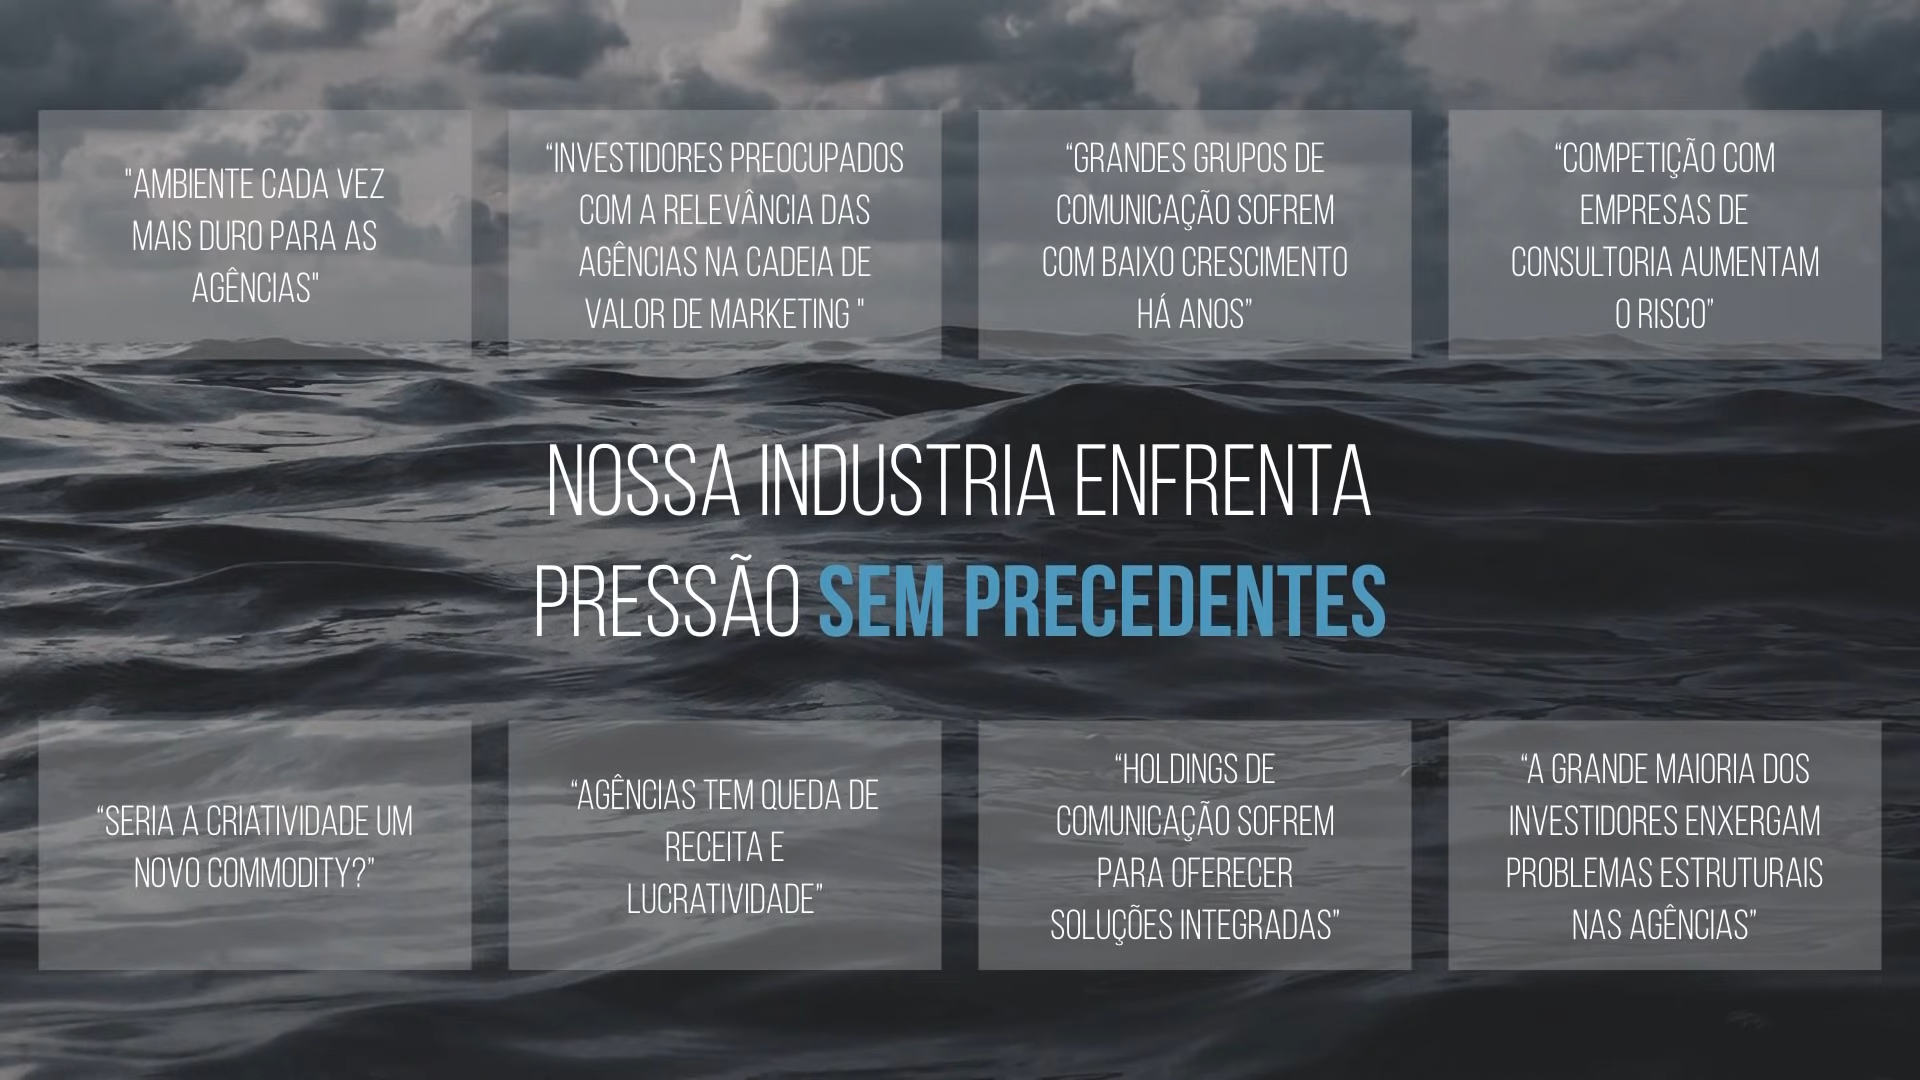 "AMBIENTE CADA VEZ
MAIS DURO PARA AS
AGÊNCIAS"
“INVESTIDORES PREOCUPADOS
COM A RELEVÂNCIA DAS
AGÊNCIAS NA CADEIA DE
VALOR DE MARKETING "
“GRANDES GRUPOS DE
COMUNICAÇÃO SOFREM
COM BAIXO CRESCIMENTO
HÁ ANOS”
“COMPETIÇÃO COM
EMPRESAS DE
CONSULTORIA AUMENTAM
O RISCO”
NOSSA INDUSTRIA ENFRENTA
PRESSÃO SEM PRECEDENTES
“SERIA A CRIATIVIDADE UM
NOVO COMMODITY?”
“AGÊNCIAS TEM QUEDA DE
RECEITA E
LUCRATIVIDADE”
“HOLDINGS DE
COMUNICAÇÃO SOFREM
PARA OFERECER
SOLUÇÕES INTEGRADAS”
“A GRANDE MAIORIA DOS
INVESTIDORES ENXERGAM
PROBLEMAS ESTRUTURAIS
NAS AGÊNCIAS”